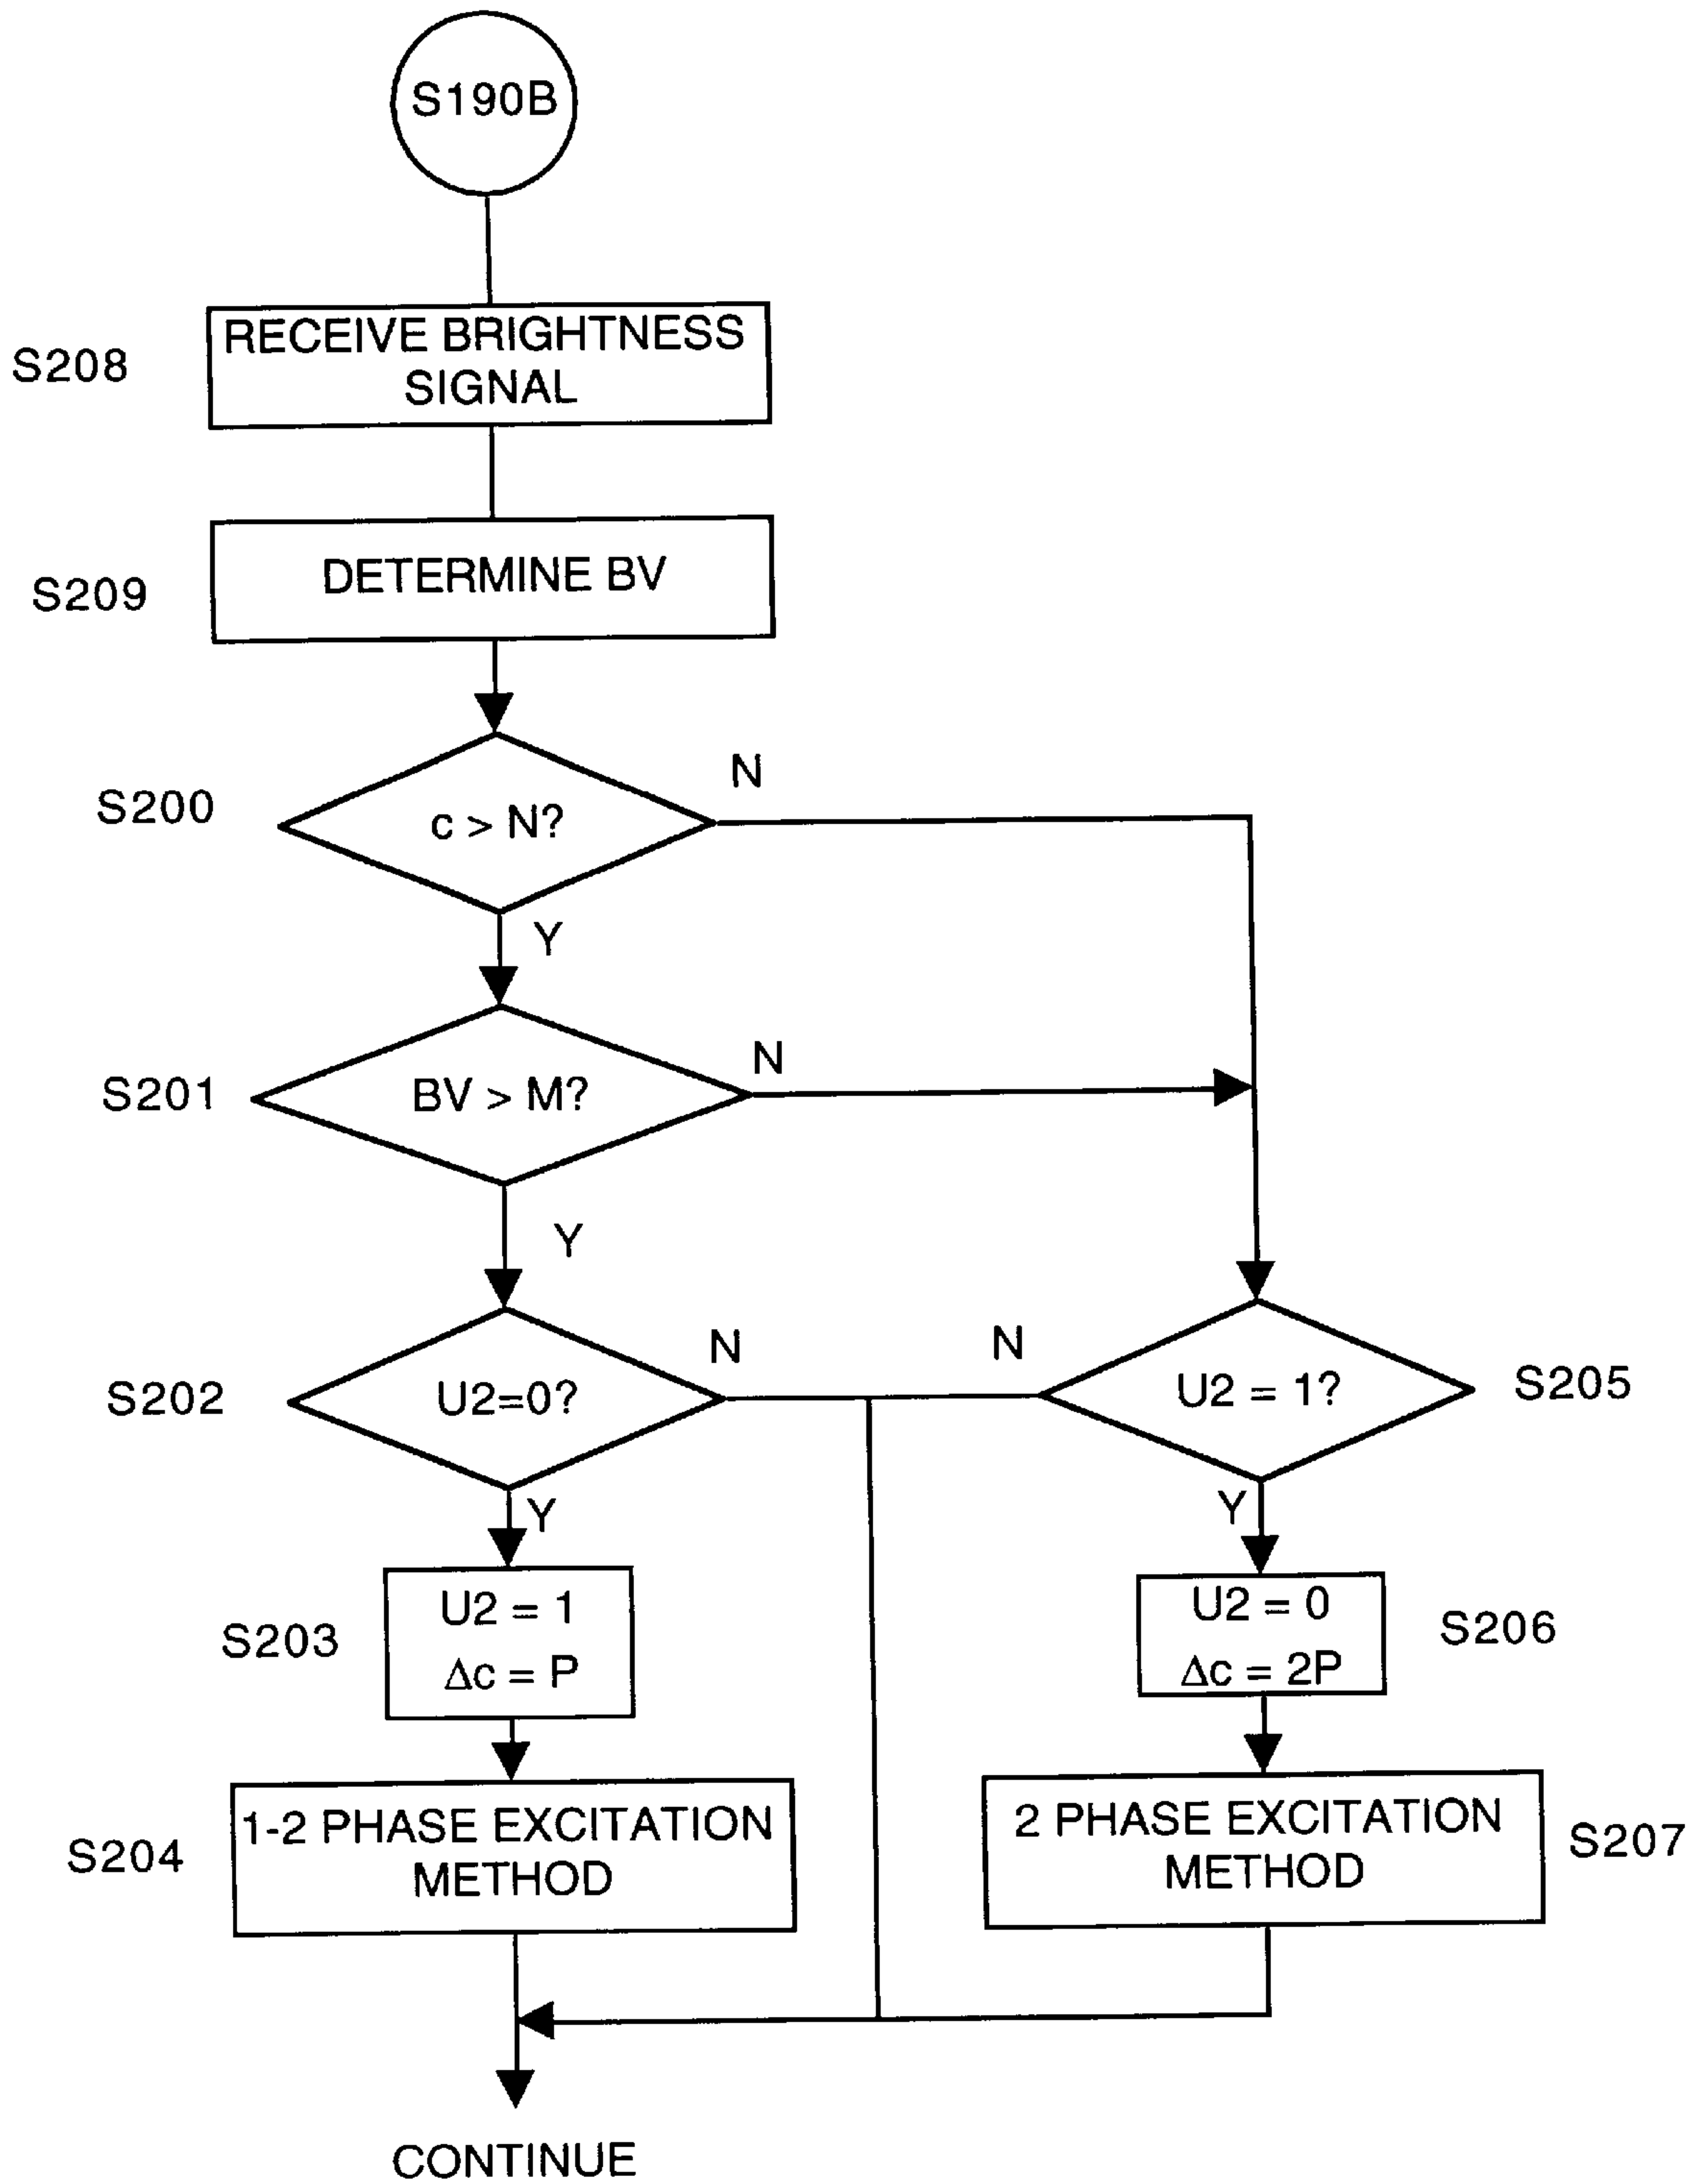 S190B
S208
RECEIVE BRIGHTNESS
SIGNAL
S209
DETERMINE BV
S200
c > N?
N
Y
S201
BV > M?
N
Y
S202
U2=0?
N
N
U2 = 1?
S205
Y
Y
S203
U2 = 1
Δc = P
U2 = 0
Δc = 2P
S206
S204
1-2 PHASE EXCITATION
METHOD
2 PHASE EXCITATION
METHOD
S207
CONTINUE